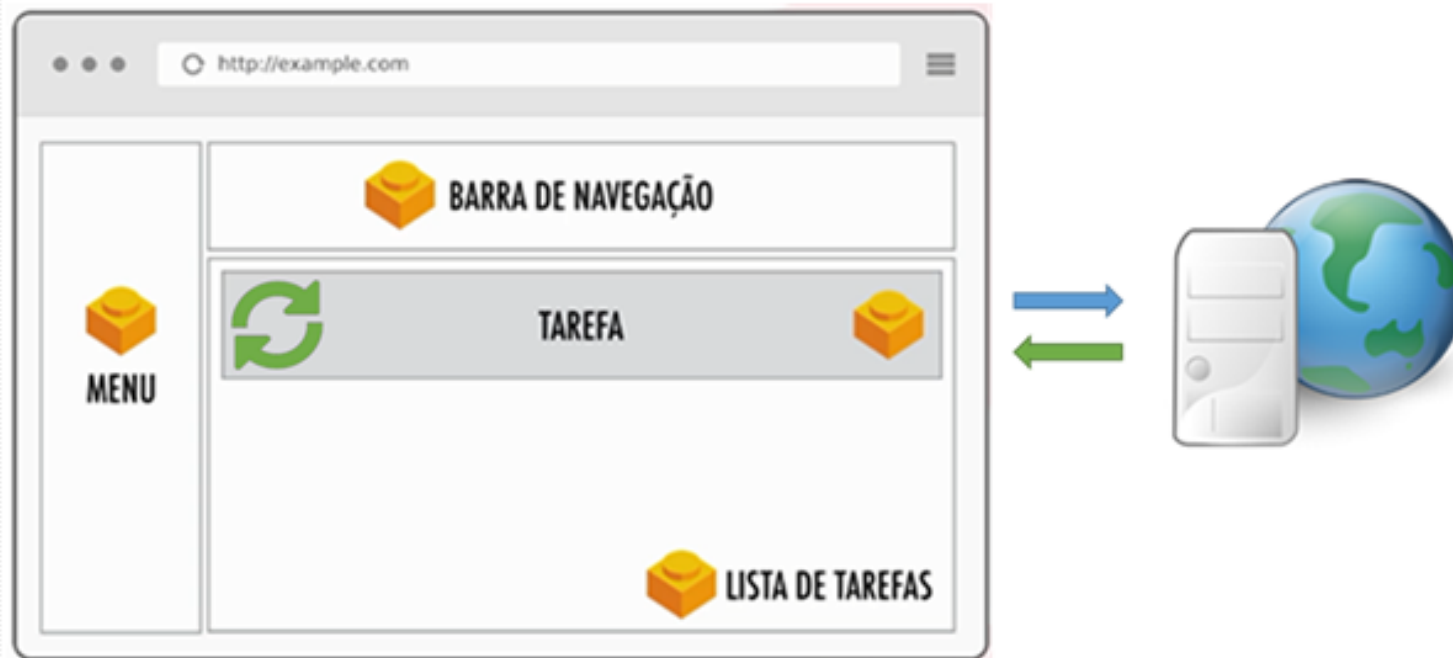 http://example.com
BARRA DE NAVEGAÇÃO
TAREFA
MENU
LISTA DE TAREFAS